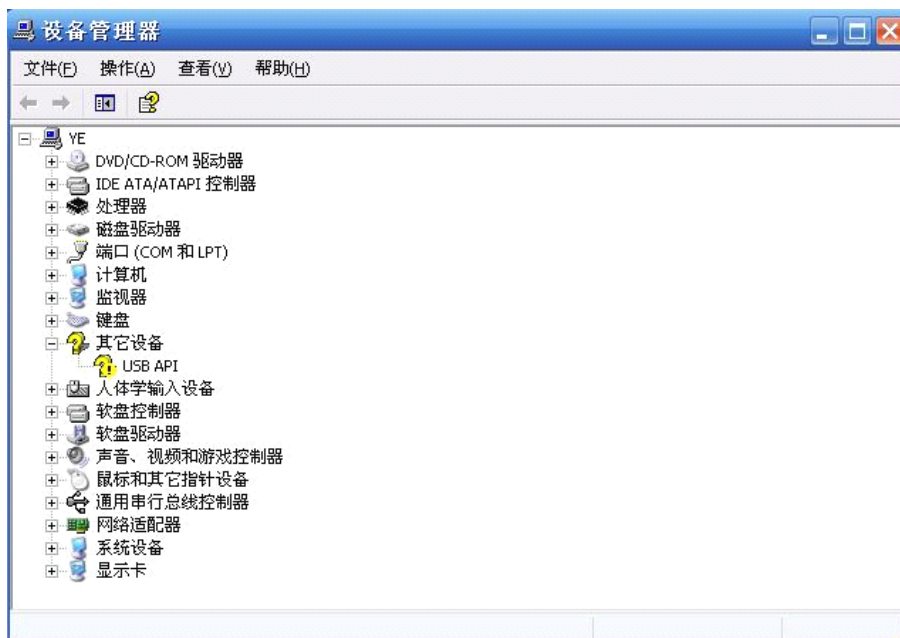 设备管理器
文件(F) 操作(A) 查看(V) 帮助(H)
YE
DVD/CD-ROM 驱动器
IDE ATA/ATAPI 控制器
处理器
磁盘驱动器
端口 (COM 和 LPT)
计算机
监视器
键盘
其它设备
USB API
人体学输入设备
软盘控制器
软盘驱动器
声音、视频和游戏控制器
鼠标和其它指针设备
通用串行总线控制器
网络适配器
系统设备
显示卡